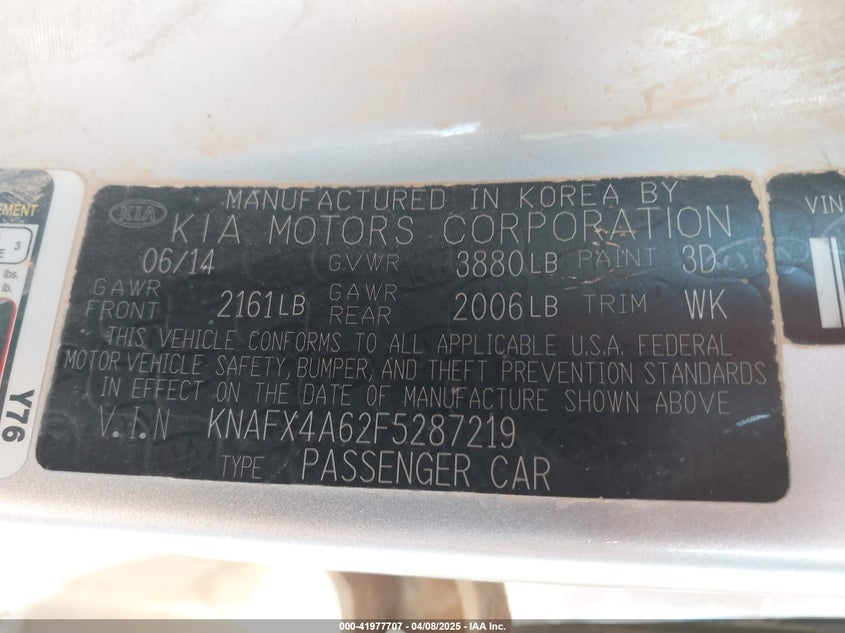 MANUFACTURED IN KOREA BY
KIA KIA MOTORS CORPORATION
06/14 GVWR 3880LB PAINT 3D
GAWR FRONT 2161LB GAWR REAR 2006LB TRIM WK
THIS VEHICLE CONFORMS TO ALL APPLICABLE U.S.A. FEDERAL
MOTOR VEHICLE SAFETY, BUMPER, AND THEFT PREVENTION STANDARDS
IN EFFECT ON THE DATE OF MANUFACTURE SHOWN ABOVE
V.I.N KNAFX4A62F5287219
TYPE PASSENGER CAR
3
lbs.
lb.
Y76
VIN
000-41977707 - 04/08/2025 - IAA Inc.